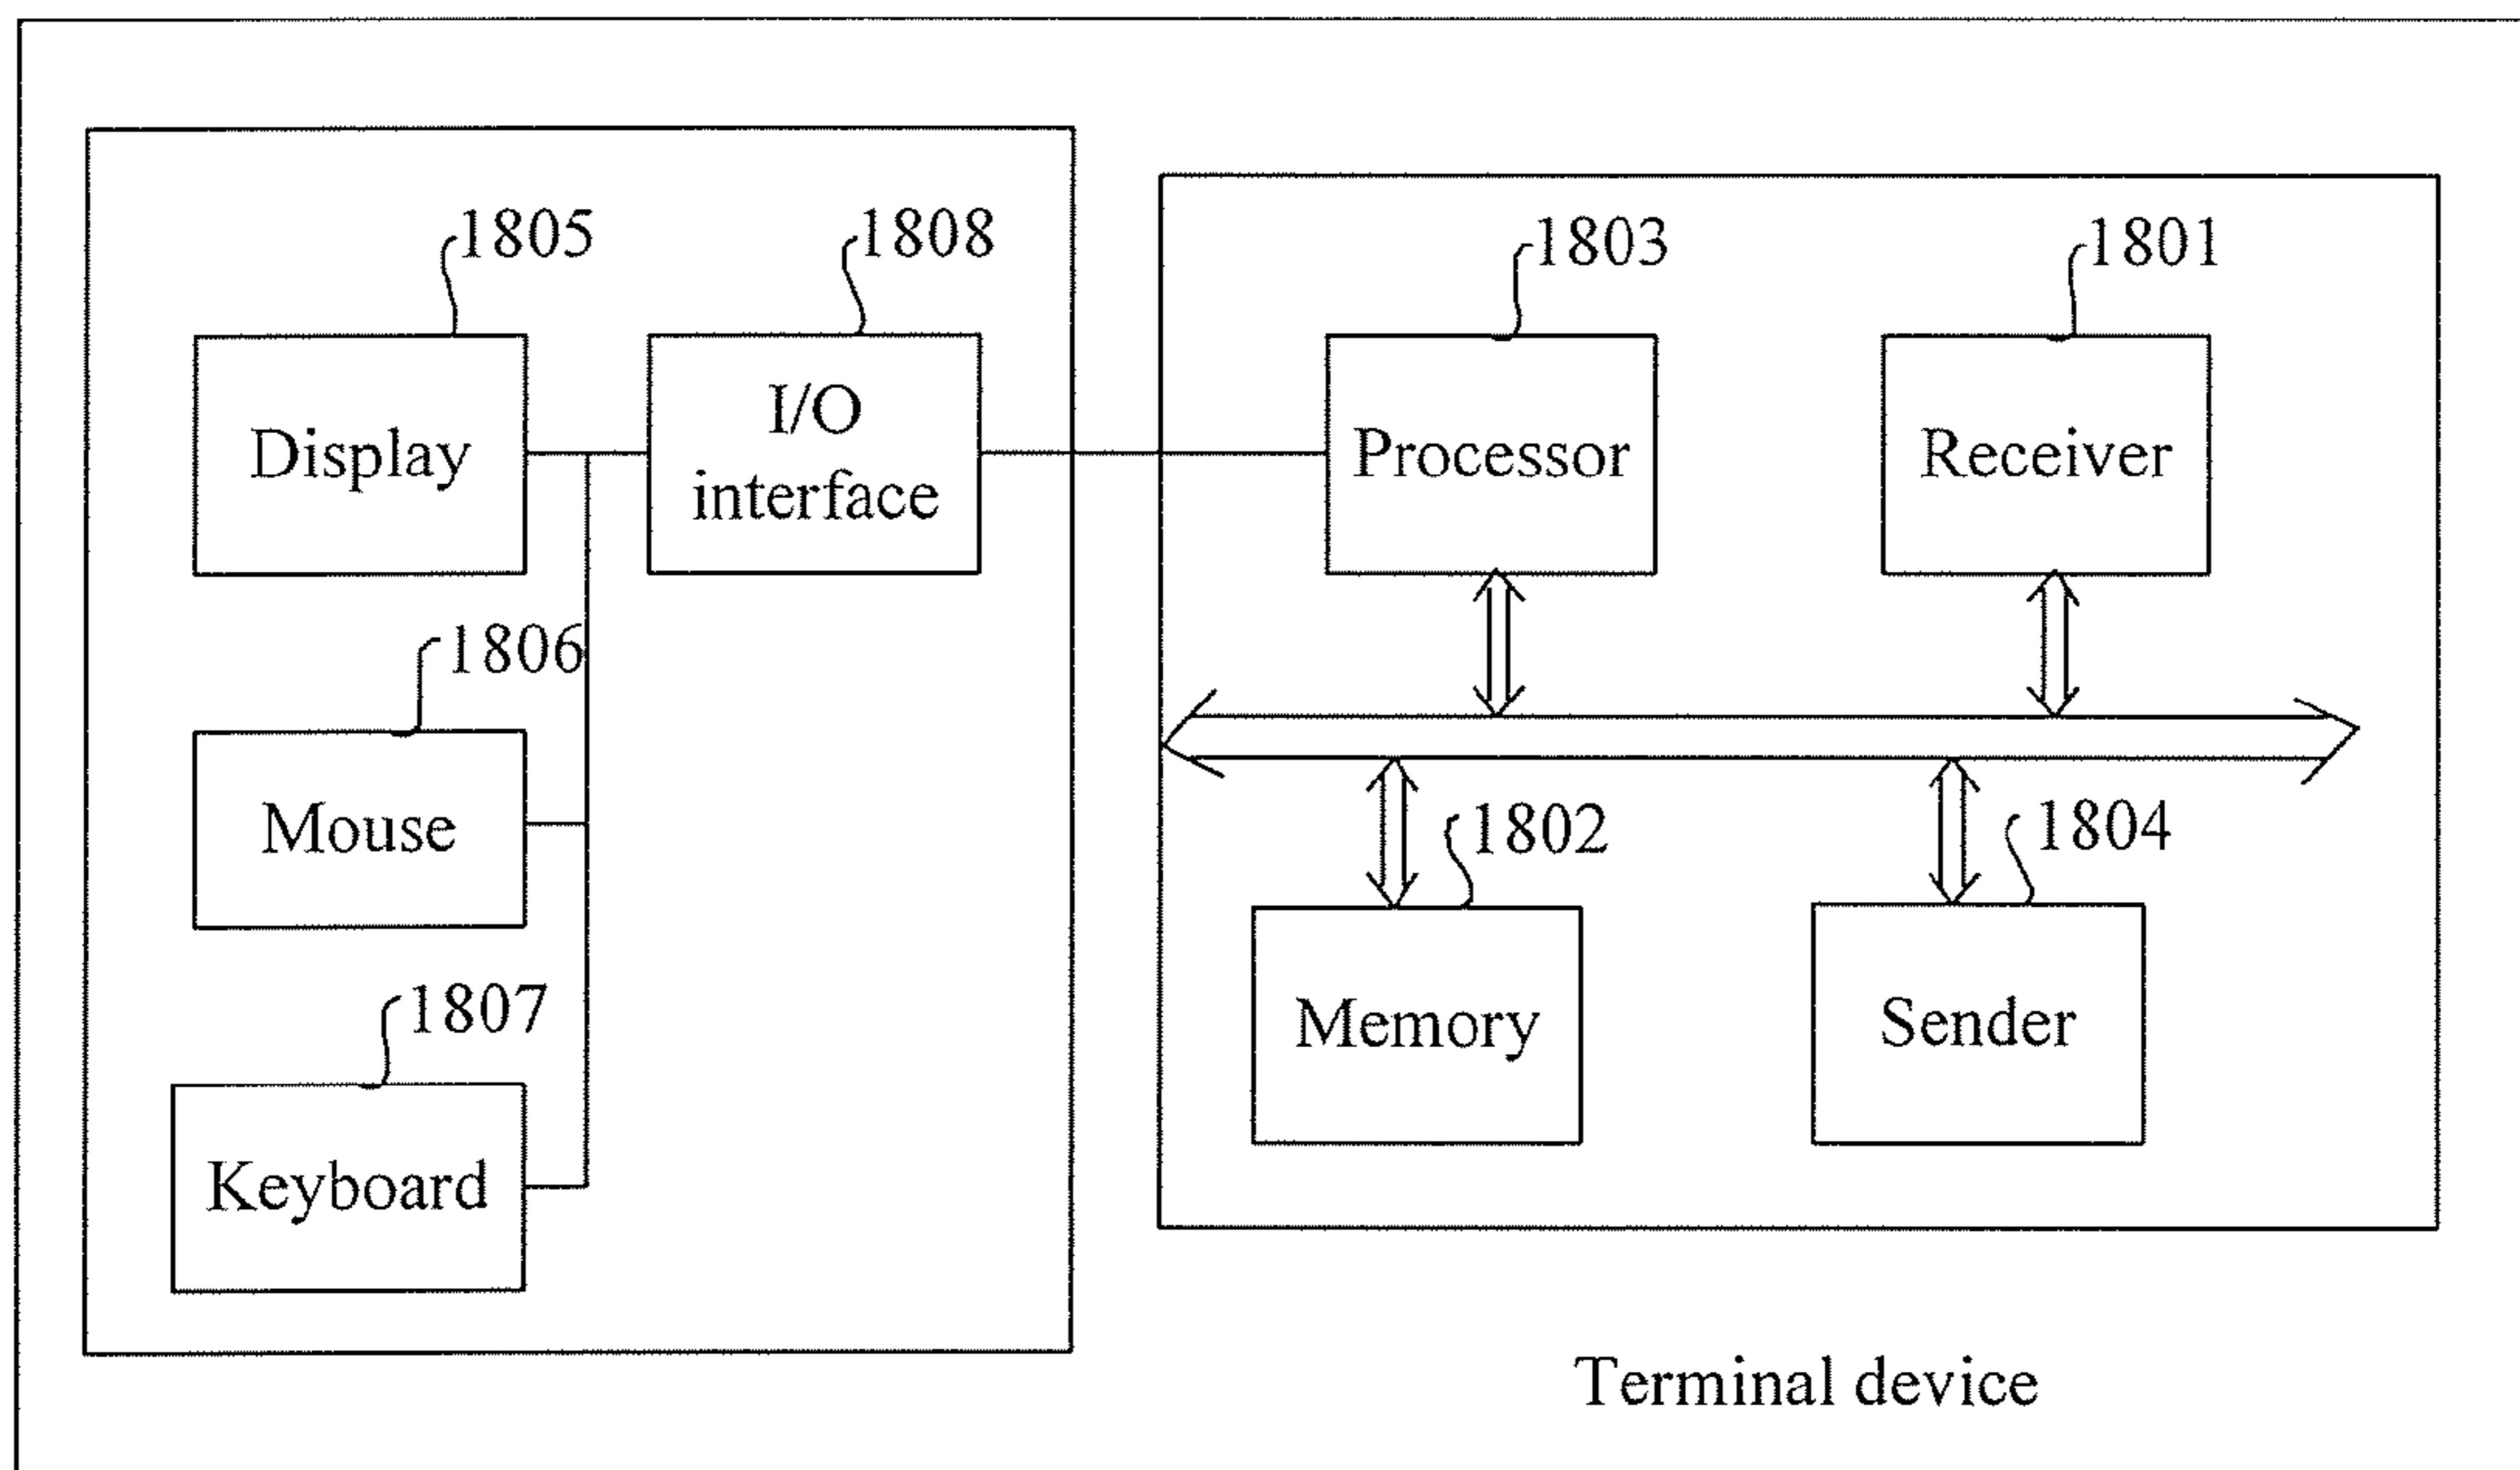 1805
1808
1803
1801
Display
I/O
interface
Processor
Receiver
1806
Mouse
1802
1804
1807
Memory
Sender
Keyboard
Terminal device